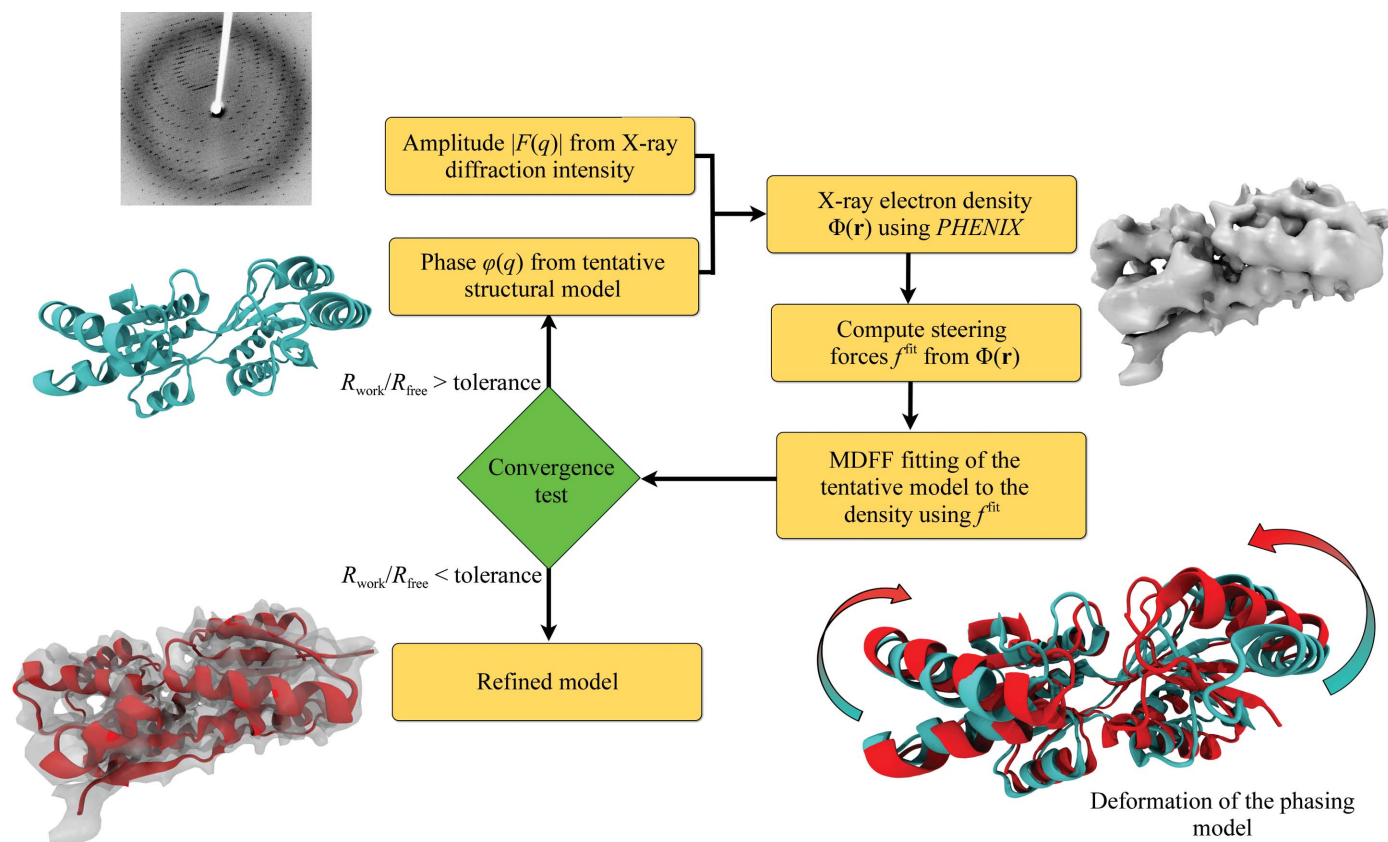 Amplitude |F(q)| from X-ray
diffraction intensity
Phase φ(q) from tentative
structural model
X-ray electron density
Φ(r) using PHENIX
Compute steering
forces f^fit from Φ(r)
R_work/R_free > tolerance
MDFF fitting of the
tentative model to the
density using f^fit
Convergence
test
R_work/R_free < tolerance
Refined model
Deformation of the phasing
model